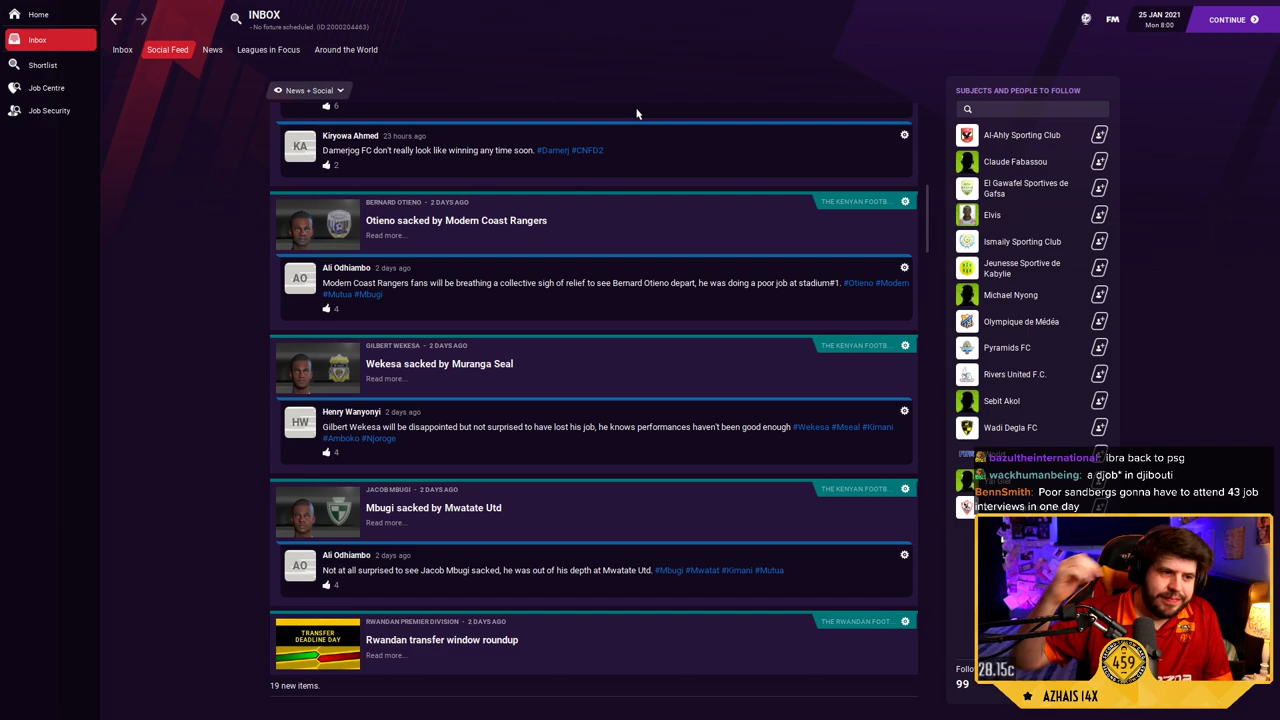 Home
INBOX
- No fixture scheduled. (ID:2000204463)
FM
25 JAN 2021
Mon 8:00
CONTINUE
Inbox
Inbox
Social Feed
News
Leagues in Focus
Around the World
Shortlist
Job Centre
Job Security
News + Social
6
KA
Kiryowa Ahmed 23 hours ago
Damerjog FC don't really look like winning any time soon. #Damerj #CNFD2
2
BERNARD OTIENO - 2 DAYS AGO
THE KENYAN FOOTB...
Otieno sacked by Modern Coast Rangers
Read more...
AO
Ali Odhiambo 2 days ago
Modern Coast Rangers fans will be breathing a collective sigh of relief to see Bernard Otieno depart, he was doing a poor job at stadium#1. #Otieno #Modern
#Mutua #Mbugi
4
GILBERT WEKESA - 2 DAYS AGO
THE KENYAN FOOTB...
Wekesa sacked by Muranga Seal
Read more...
HW
Henry Wanyonyi 2 days ago
Gilbert Wekesa will be disappointed but not surprised to have lost his job, he knows performances haven't been good enough #Wekesa #Mseal #Kimani
#Amboko #Njoroge
4
JACOB MBUGI - 2 DAYS AGO
THE KENYAN FOOTB...
Mbugi sacked by Mwatate Utd
Read more...
AO
Ali Odhiambo 2 days ago
Not at all surprised to see Jacob Mbugi sacked, he was out of his depth at Mwatate Utd. #Mbugi #Mwatat #Kimani #Mutua
4
RWANDAN PREMIER DIVISION - 2 DAYS AGO
THE RWANDAN FOOT...
TRANSFER
DEADLINE DAY
Rwandan transfer window roundup
Read more...
19 new items.
SUBJECTS AND PEOPLE TO FOLLOW
Al-Ahly Sporting Club
Claude Fabassou
El Gawafel Sportives de
Gafsa
Elvis
Ismaily Sporting Club
Jeunesse Sportive de
Kabylie
Michael Nyong
Olympique de Médéa
Pyramids FC
Rivers United F.C.
Sebit Akol
Wadi Degla FC
bazultheinternational: ibra back to psg
wackhumanbeing: a djob* in djibouti
BennSmith: Poor sandbergs gonna have to attend 43 job
interviews in one day
Follo
99
28.15c
459
AZHAIS 14X